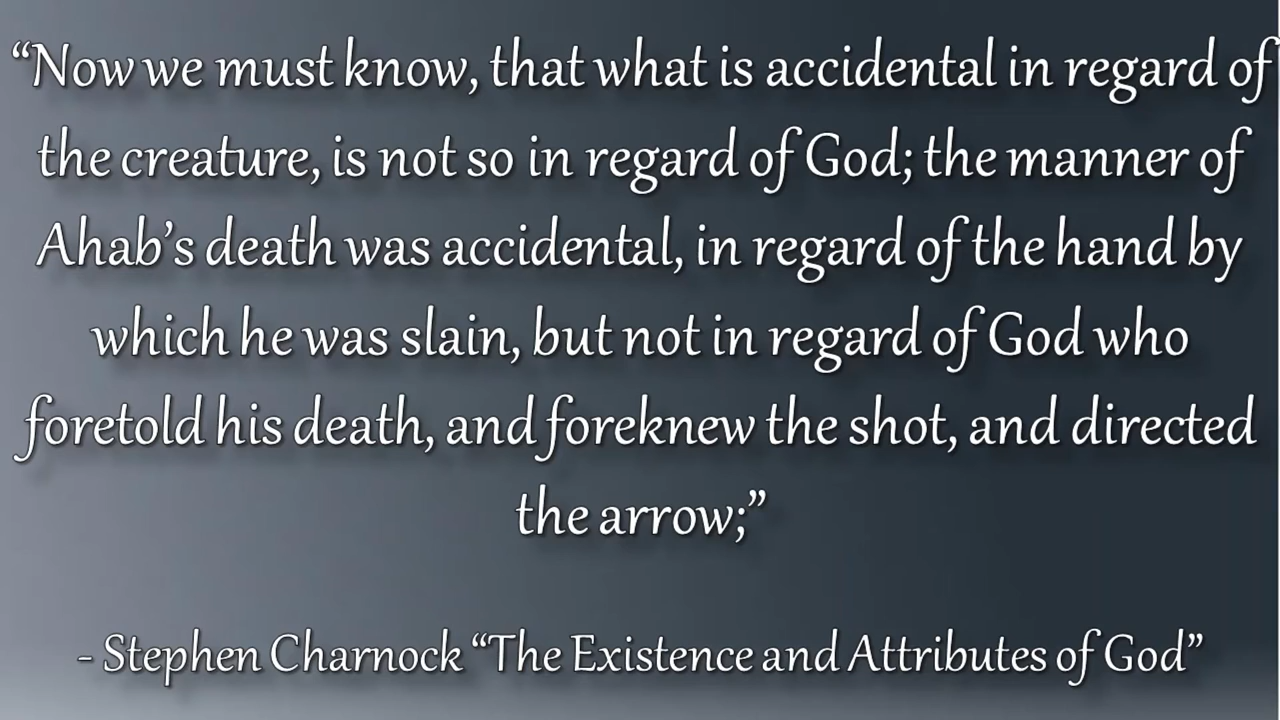 “Now we must know, that what is accidental in regard of
the creature, is not so in regard of God; the manner of
Ahab’s death was accidental, in regard of the hand by
which he was slain, but not in regard of God who
foretold his death, and foreknew the shot, and directed
the arrow;”
- Stephen Charnock “The Existence and Attributes of God”